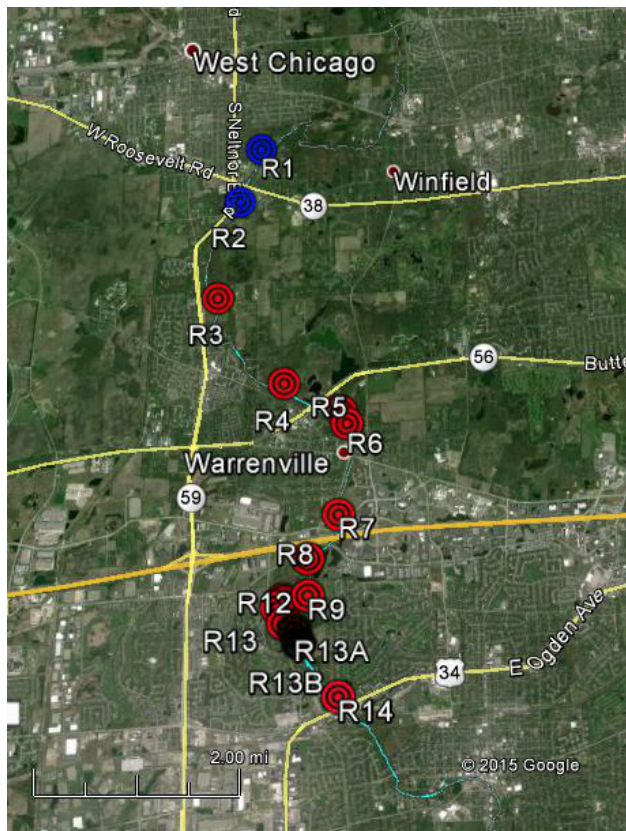 West Chicago
S Neltnor B
W Roosevelt Rd
R1
Winfield
38
R2
R3
56
Butte
R4
R5
R6
Warrenville
59
R7
R8
R12
R9
R13
R13A
E Ogden Ave
R13B
34
R14
2.00 mi
© 2015 Google